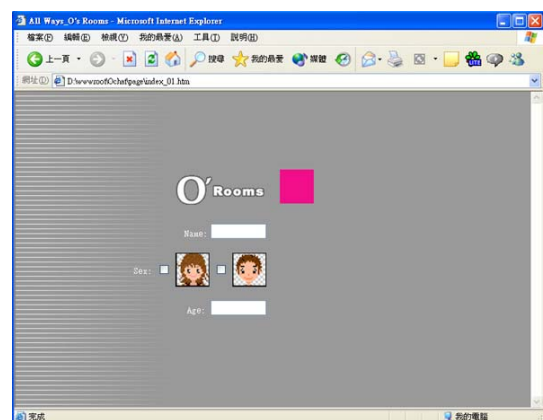 All Ways_O's Rooms - Microsoft Internet Explorer
檔案(F) 編輯(E) 檢視(V) 我的最愛(A) 工具(T) 說明(H)
上一頁 搜尋 我的最愛 媒體
網址(D) D:\wwwroot\Ochat\page\index_01.htm
O' Rooms
Name:
Sex:
Age:
完成 我的電腦